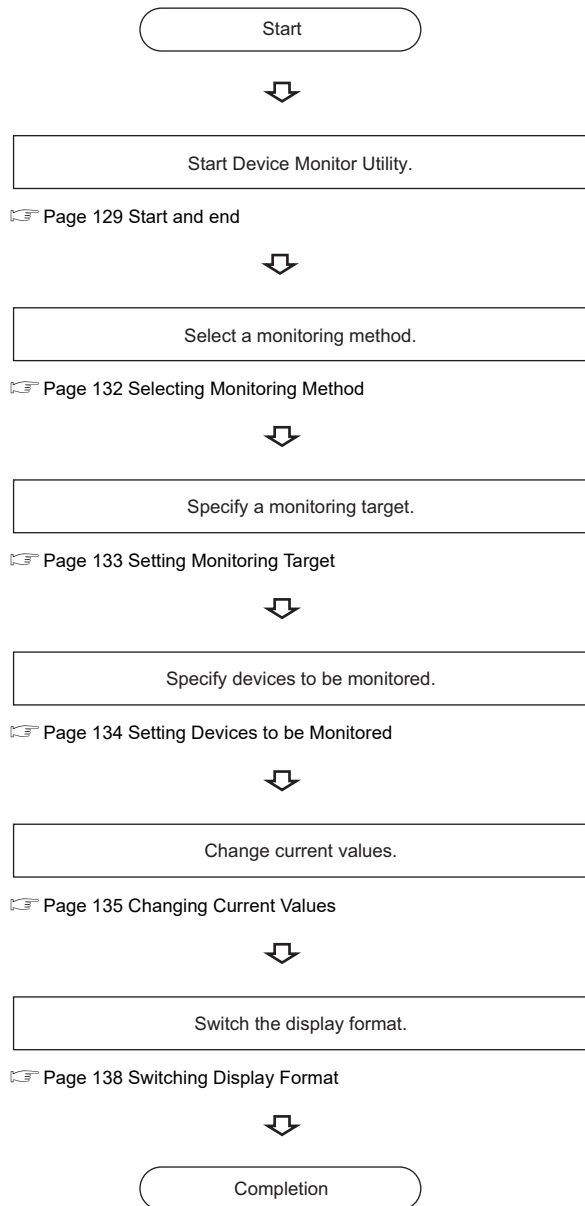 Start
Start Device Monitor Utility.
☞ Page 129 Start and end
Select a monitoring method.
☞ Page 132 Selecting Monitoring Method
Specify a monitoring target.
☞ Page 133 Setting Monitoring Target
Specify devices to be monitored.
☞ Page 134 Setting Devices to be Monitored
Change current values.
☞ Page 135 Changing Current Values
Switch the display format.
☞ Page 138 Switching Display Format
Completion